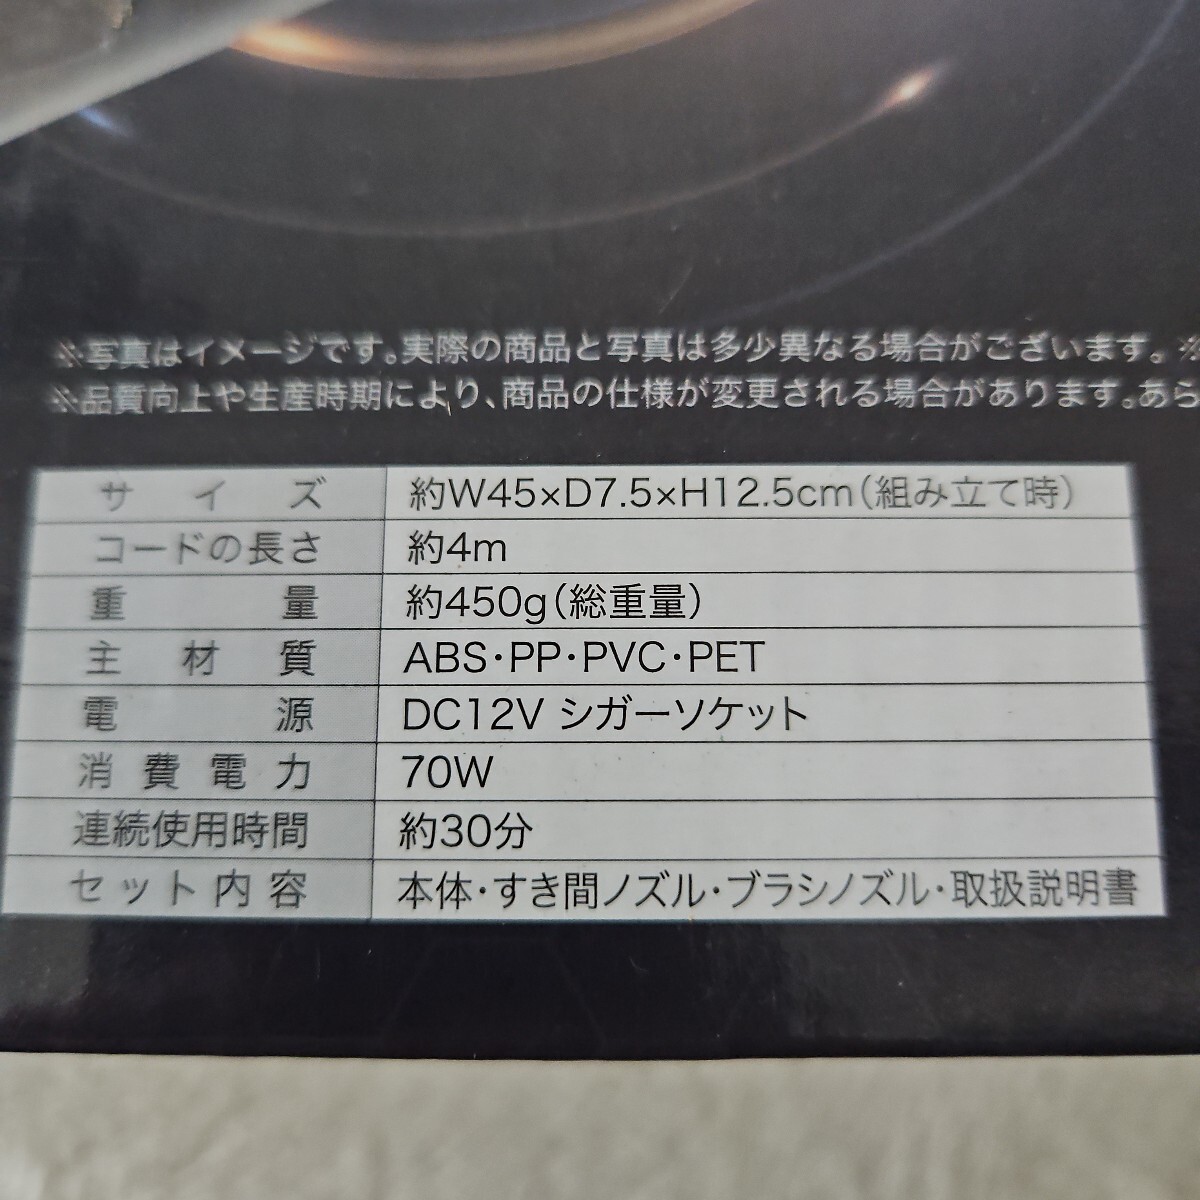 ※写真はイメージです。実際の商品と写真は多少異なる場合がございます。※
※品質向上や生産時期により、商品の仕様が変更される場合があります。あら
サイズ 約W45×D7.5×H12.5cm（組み立て時）
コードの長さ 約4m
重量 約450g（総重量）
主材質 ABS・PP・PVC・PET
電源 DC12V シガーソケット
消費電力 70W
連続使用時間 約30分
セット内容 本体・すき間ノズル・ブラシノズル・取扱説明書